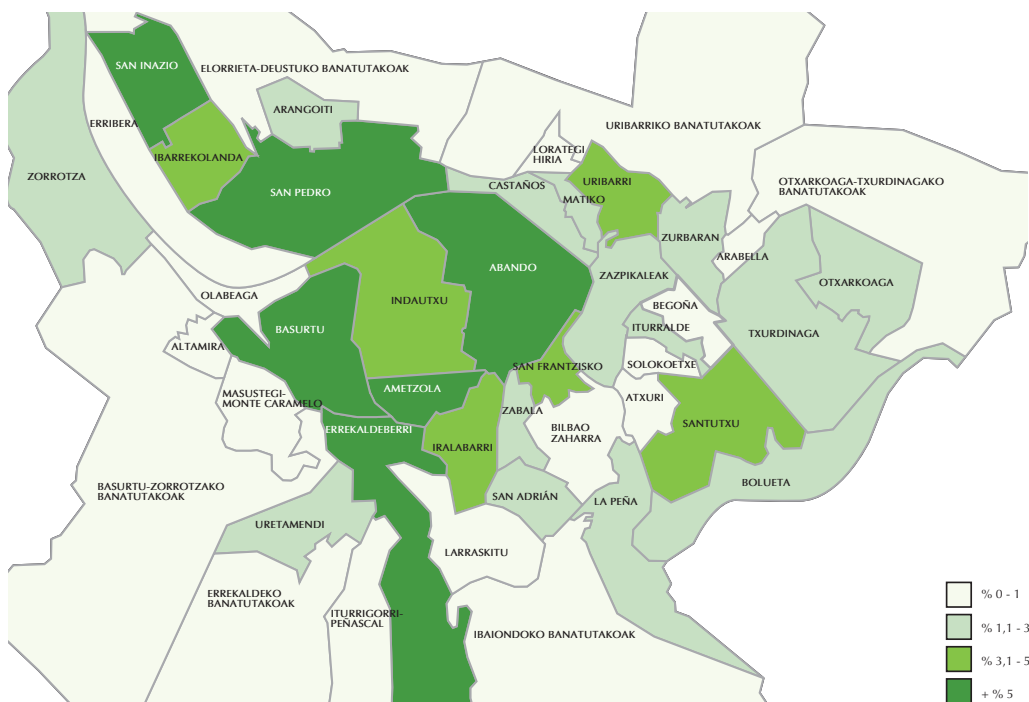 SAN INAZIO
ELORRIETA-DEUSTUKO BANATUTAKOAK
ARANGOITI
ERRIBERA
URIBARRIKO BANATUTAKOAK
LORATEGI
HIRIA
IBARREKOLANDA
ZORROTZA
URIBARRI
OTXARKOAGA-TXURDINAGAKO
BANATUTAKOAK
SAN PEDRO
CASTAÑOS
MATIKO
ZURBARAN
ARABELLA
ABANDO
ZAZPIKALEAK
OTXARKOAGA
OLABEAGA
INDAUTXU
BEGOÑA
BASURTU
ITURRALDE
TXURDINAGA
ALTAMIRA
SAN FRANTZISKO
SOLOKOETXE
AMETZOLA
MASUSTEGI-
MONTE CARAMELO
ATXURI
ZABALA
SANTUTXU
ERREKALDEBERRI
BILBAO
ZAHARRA
IRALABARRI
BASURTU-ZORROTZAKO
BANATUTAKOAK
BOLUETA
SAN ADRIÁN
LA PEÑA
URETAMENDI
LARRASKITU
ERREKALDEKO
BANATUTAKOAK
ITURRIGORRI-
PEÑASCAL
IBAIONDOKO BANATUTAKOAK
% 0 - 1
% 1,1 - 3
% 3,1 - 5
+ % 5